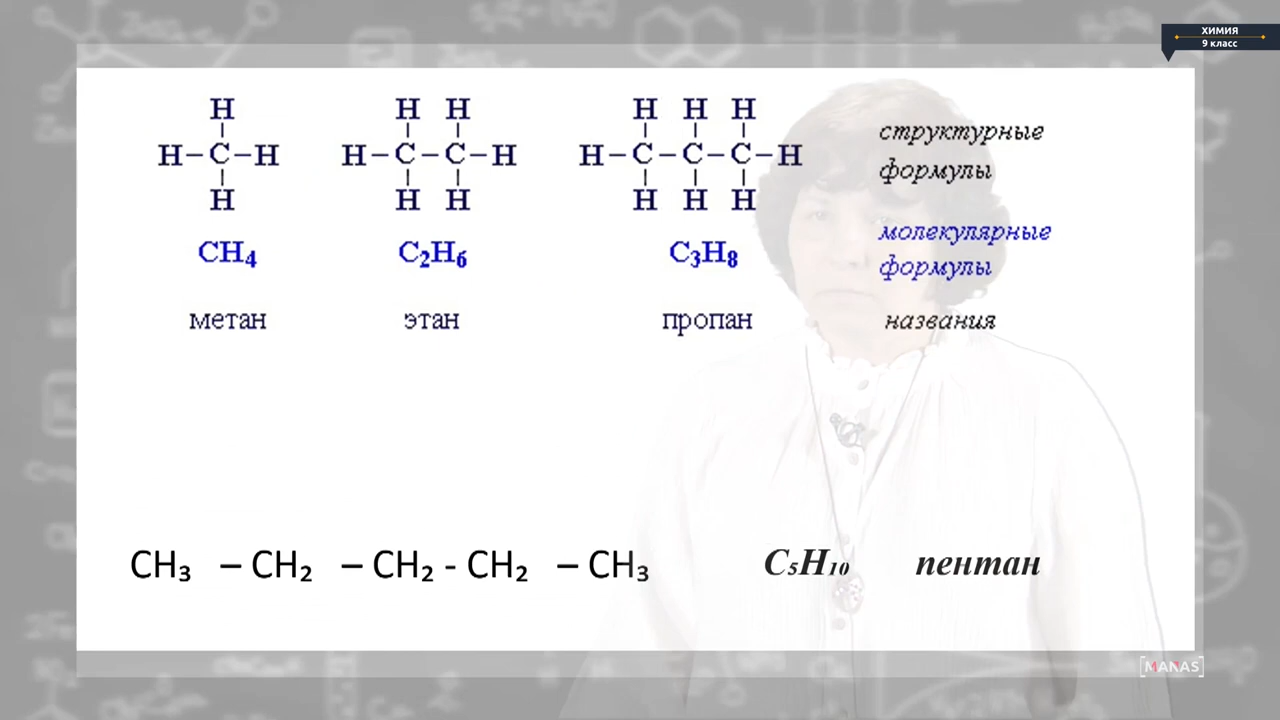 ХИМИЯ
9 класс
H H H H H H
H–C–H H–C–C–H H–C–C–C–H
H H H H H H
структурные
формулы
CH₄ C₂H₆ C₃H₈
молекулярные
формулы
метан этан пропан названия
CH₃ – CH₂ – CH₂ - CH₂ – CH₃ C₅H₁₀ пентан
[MANAS]